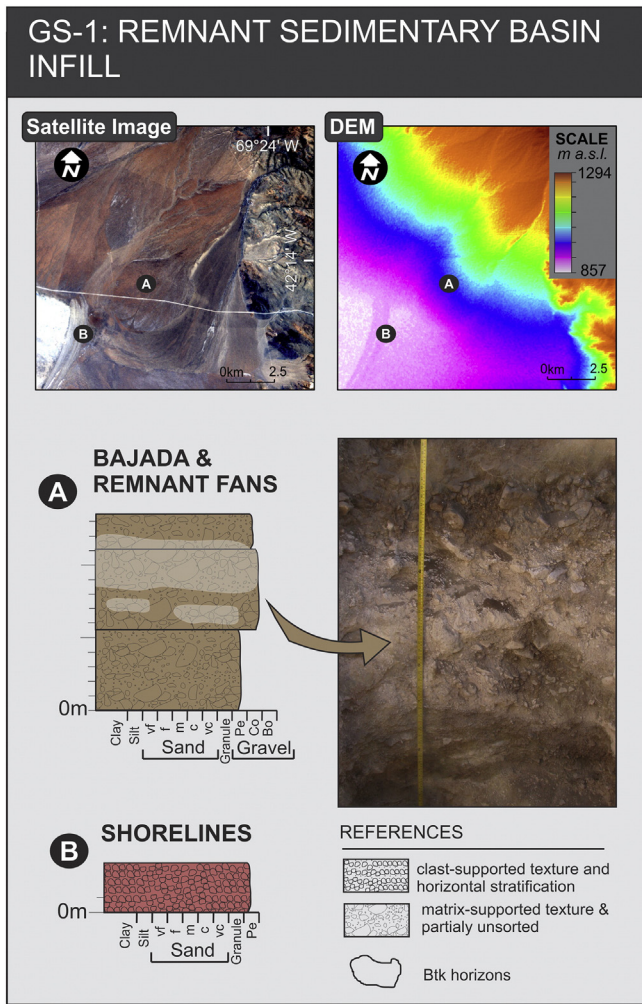 GS-1: REMNANT SEDIMENTARY BASIN
INFILL
Satellite Image
N
69°24' W
42°14' W
A
B
0km 2.5
DEM
N
SCALE
m a.s.l.
1294
857
A
B
0km 2.5
A
BAJADA &
REMNANT FANS
0m
Clay
Silt
vf
f
m
c
vc
Granule
Pe
Co
Bo
Sand
Gravel
B
SHORELINES
0m
Clay
Silt
vf
f
m
c
vc
Granule
Pe
Sand
REFERENCES
clast-supported texture and
horizontal stratification
matrix-supported texture &
partialy unsorted
Btk horizons